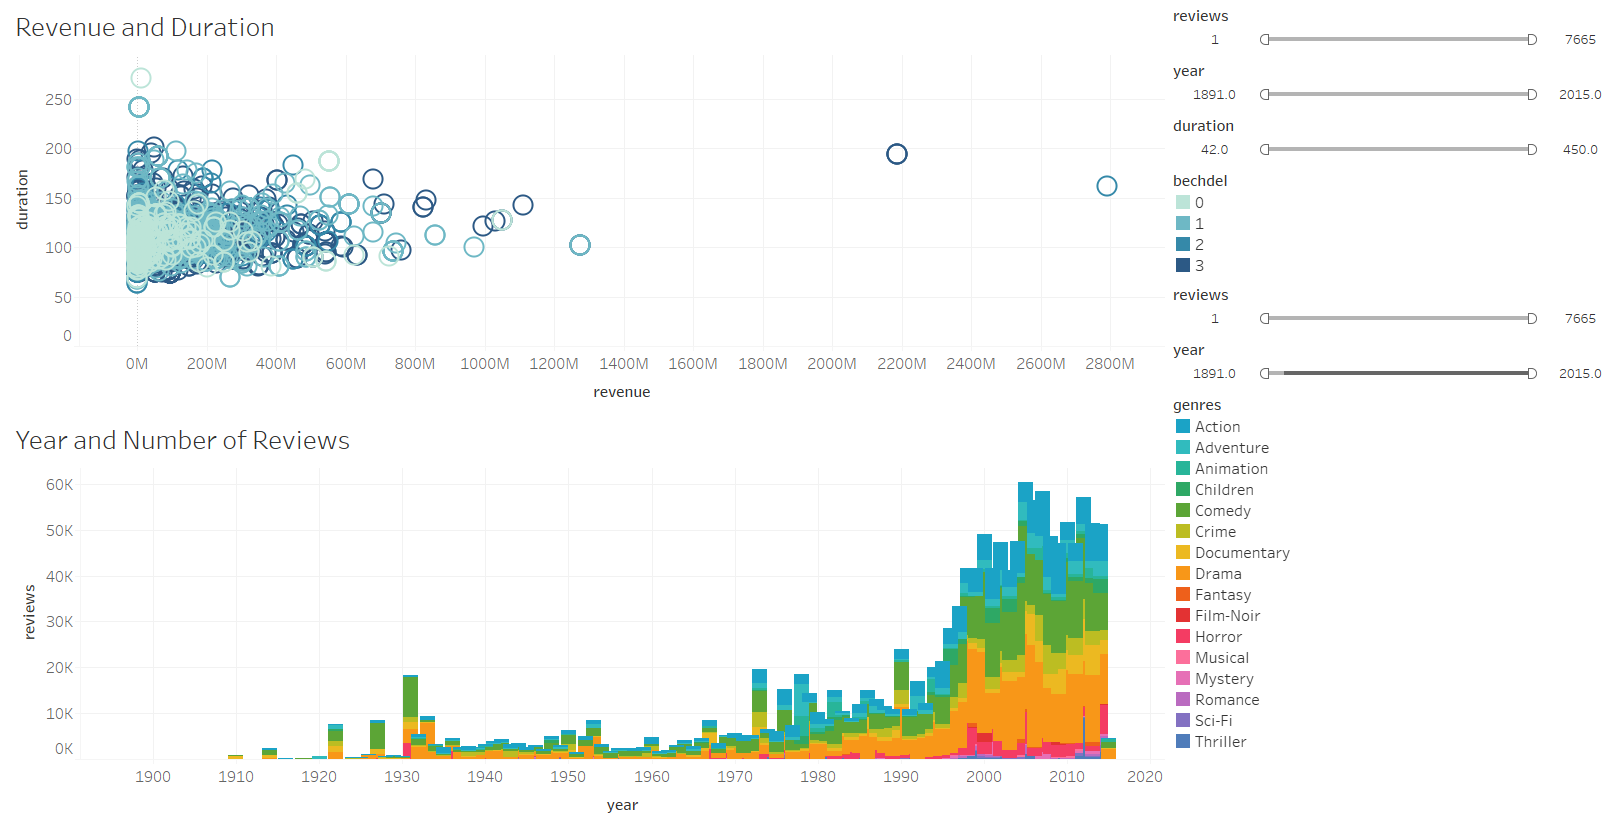 Revenue and Duration
duration
250
200
150
100
50
0
0M 200M 400M 600M 800M 1000M 1200M 1400M 1600M 1800M 2000M 2200M 2400M 2600M 2800M
revenue
Year and Number of Reviews
reviews
60K
50K
40K
30K
20K
10K
0K
1900 1910 1920 1930 1940 1950 1960 1970 1980 1990 2000 2010 2020
year
reviews
1 7665
year
1891.0 2015.0
duration
42.0 450.0
bechdel
0
1
2
3
reviews
1 7665
year
1891.0 2015.0
genres
Action
Adventure
Animation
Children
Comedy
Crime
Documentary
Drama
Fantasy
Film-Noir
Horror
Musical
Mystery
Romance
Sci-Fi
Thriller